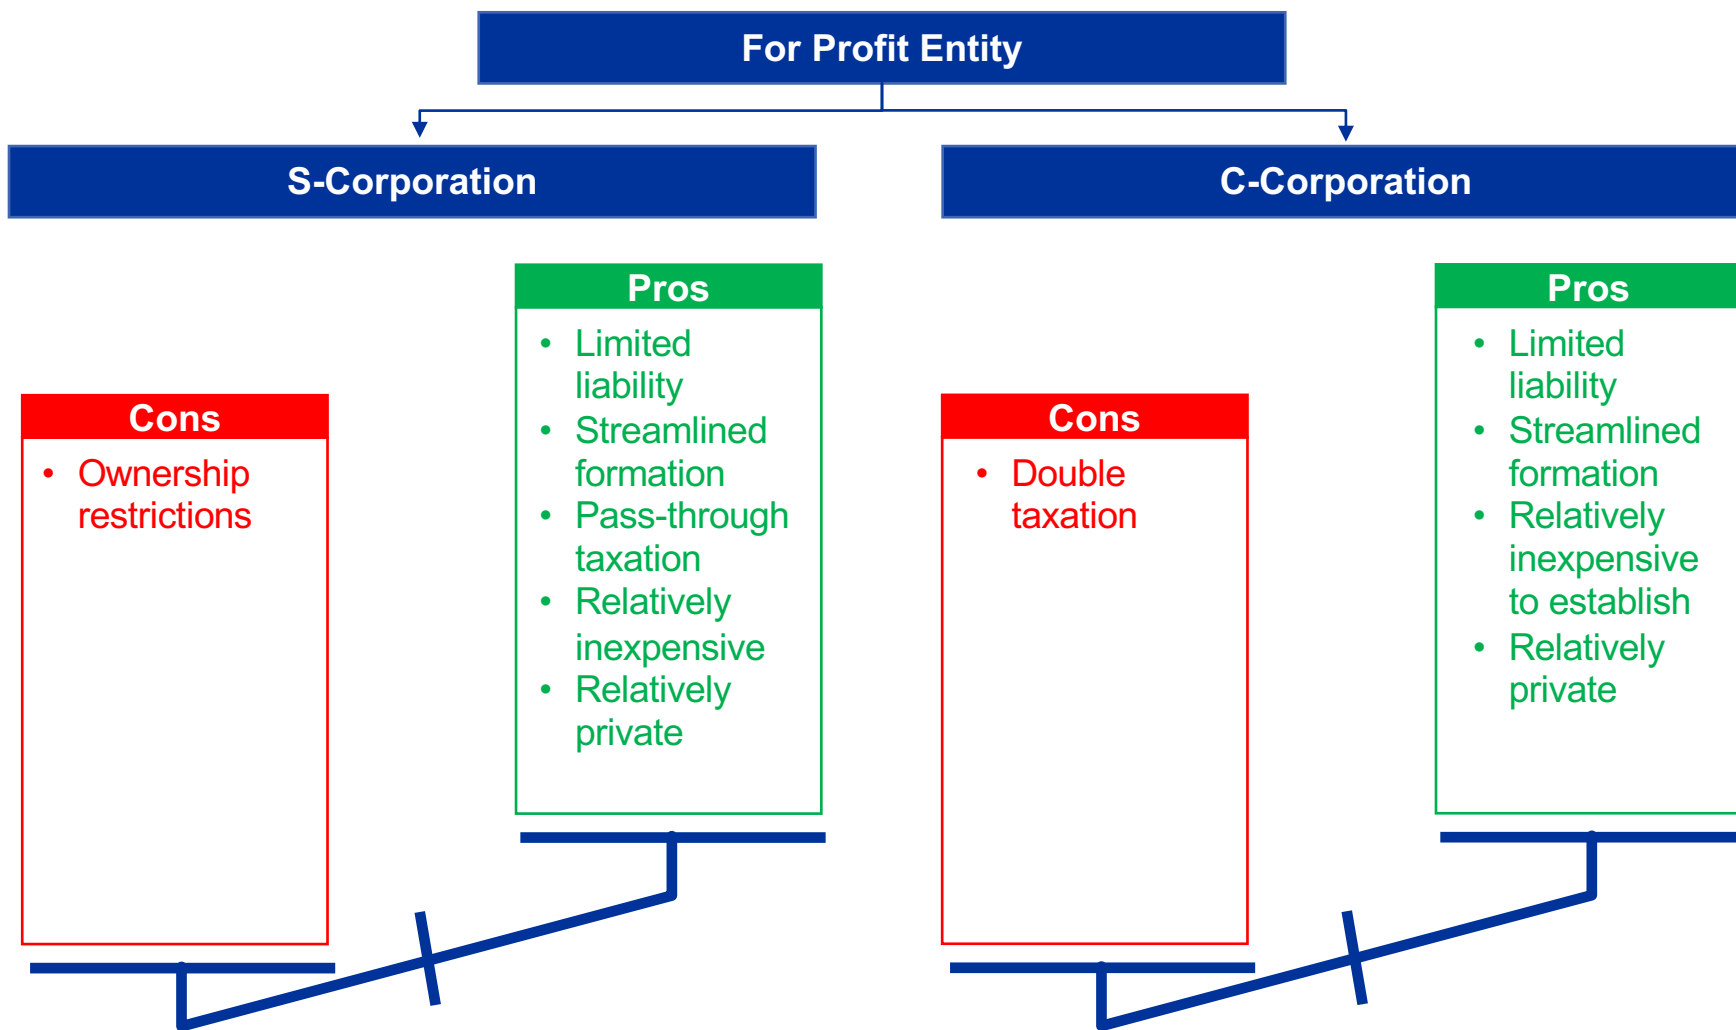 For Profit Entity
S-Corporation
Cons
• Ownership
restrictions
Pros
• Limited
liability
• Streamlined
formation
• Pass-through
taxation
• Relatively
inexpensive
• Relatively
private
C-Corporation
Cons
• Double
taxation
Pros
• Limited
liability
• Streamlined
formation
• Relatively
inexpensive
to establish
• Relatively
private